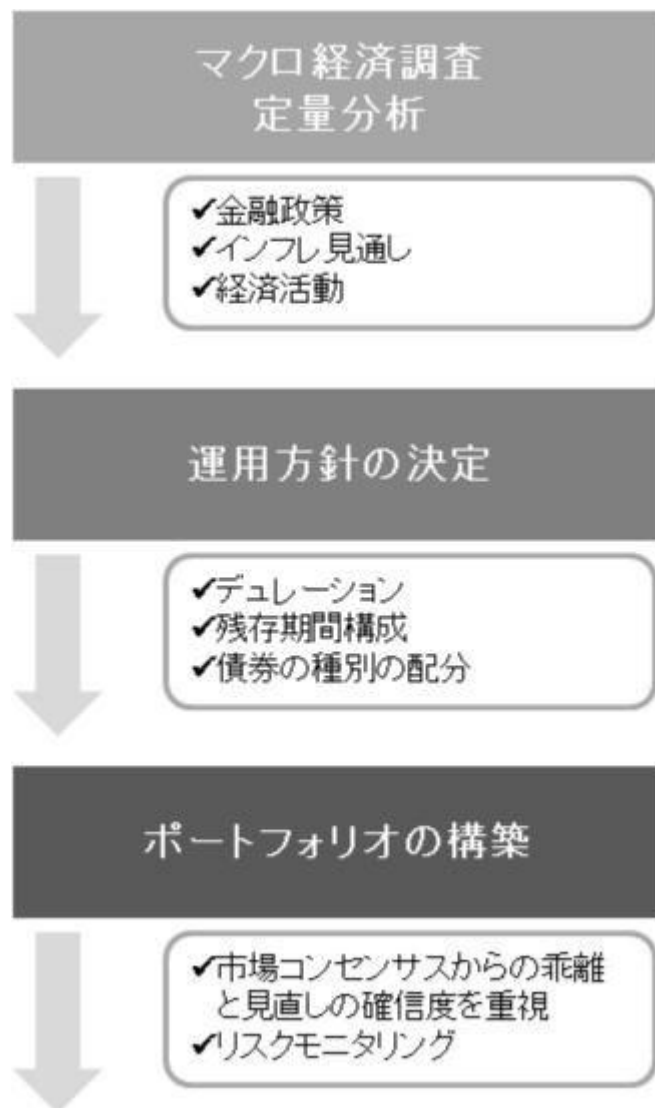 マクロ経済調査
定量分析
✓金融政策
✓インフレ見通し
✓経済活動
運用方針の決定
✓デュレーション
✓残存期間構成
✓債券の種別の配分
ポートフォリオの構築
✓市場コンセンサスからの乖離
と見直しの確信度を重視
✓リスクモニタリング